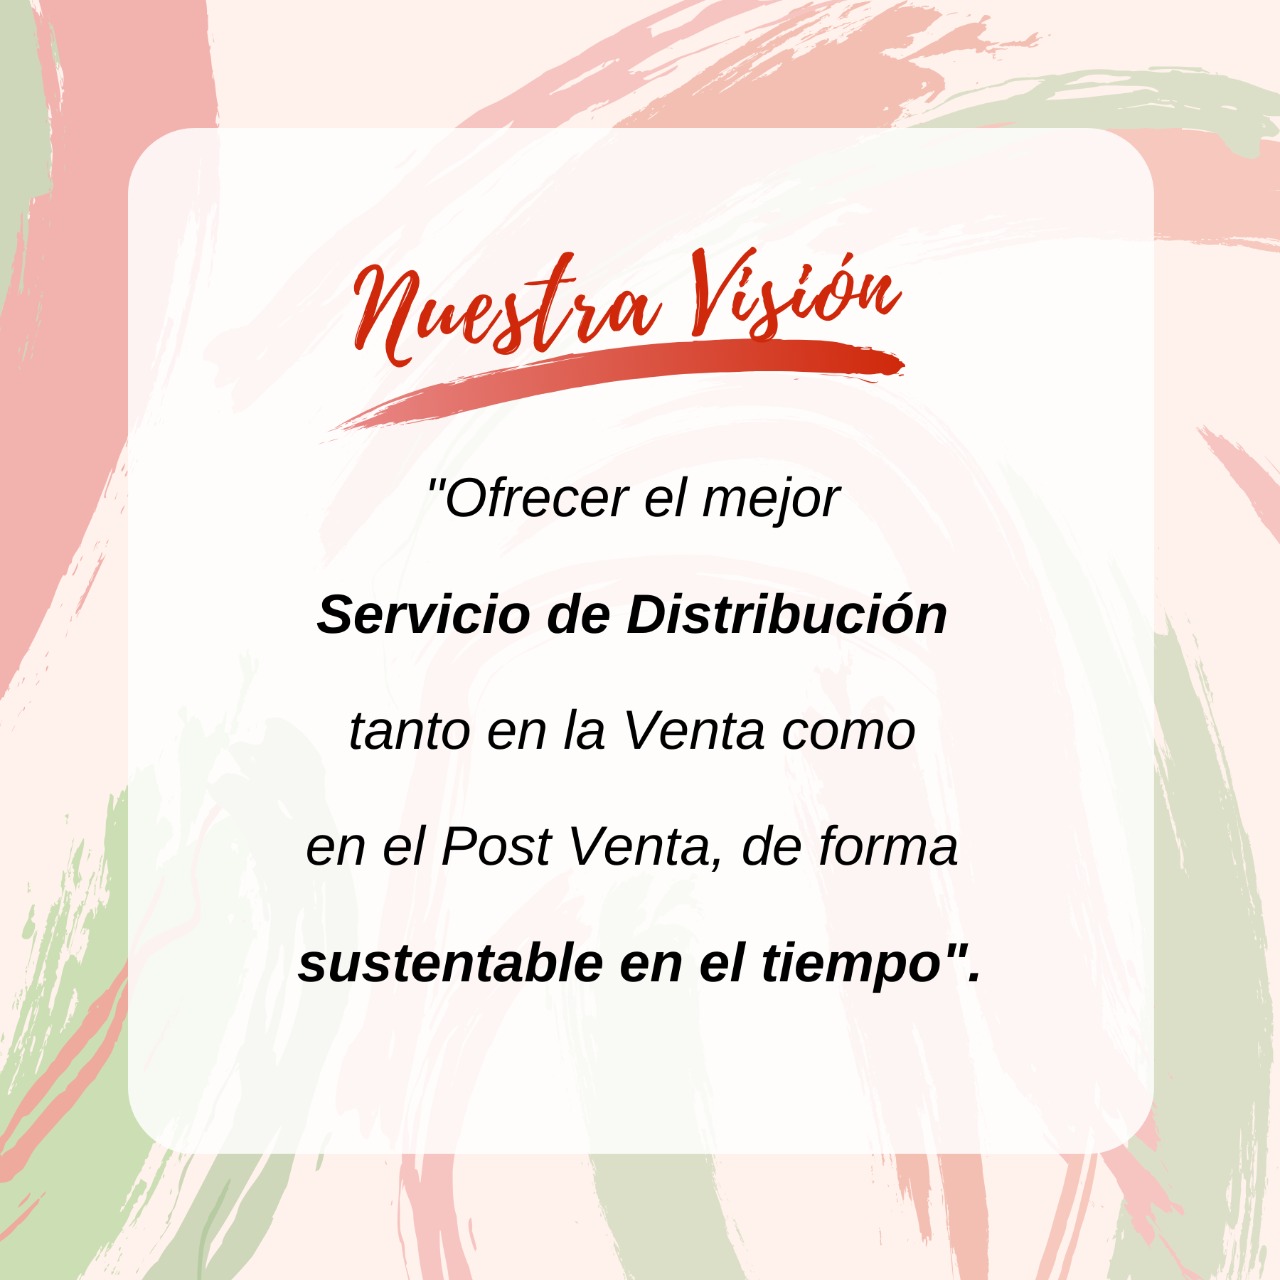 Nuestra Visión
"Ofrecer el mejor
Servicio de Distribución
tanto en la Venta como
en el Post Venta, de forma
sustentable en el tiempo".